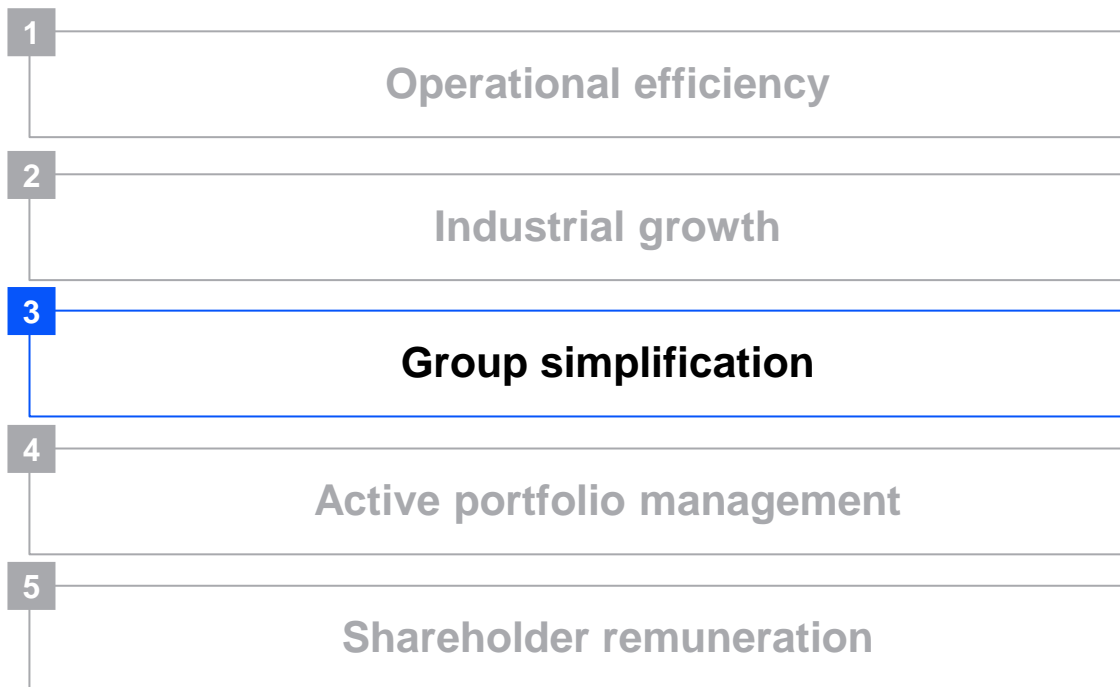 1
Operational efficiency
2
Industrial growth
3
Group simplification
4
Active portfolio management
5
Shareholder remuneration